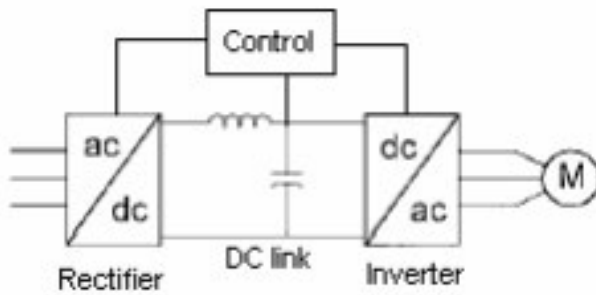 Control
ac
dc
dc
ac
M
DC link
Rectifier
Inverter